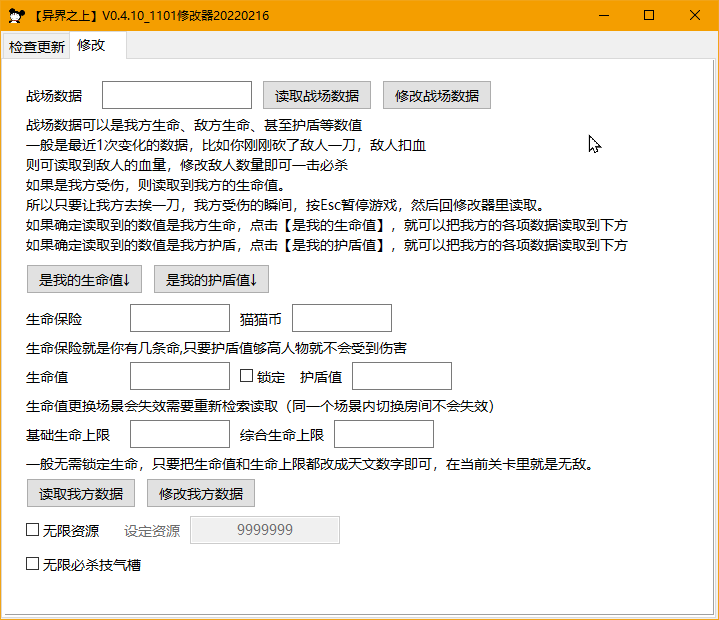 【异界之上】V0.4.10_1101修改器20220216
检查更新 修改
战场数据 读取战场数据 修改战场数据
战场数据可以是我方生命、敌方生命、甚至护盾等数值
一般是最近1次变化的数据，比如你刚刚砍了敌人一刀，敌人扣血
则可读取到敌人的血量，修改敌人数量即可一击必杀
如果是我方受伤，则读取到我方的生命值。
所以只要让我方去挨一刀，我方受伤的瞬间，按Esc暂停游戏，然后回修改器里读取。
如果确定读取到的数值是我方生命，点击【是我的生命值】，就可以把我方的各项数据读取到下方
如果确定读取到的数值是我方护盾，点击【是我的护盾值】，就可以把我方的各项数据读取到下方
是我的生命值↓ 是我的护盾值↓
生命保险 猫猫币
生命保险就是你有几条命,只要护盾值够高人物就不会受到伤害
生命值 锁定 护盾值
生命值更换场景会失效需要重新检索读取（同一个场景内切换房间不会失效）
基础生命上限 综合生命上限
一般无需锁定生命，只要把生命值和生命上限都改成天文数字即可，在当前关卡里就是无敌。
读取我方数据 修改我方数据
无限资源 设定资源 9999999
无限必杀技气槽